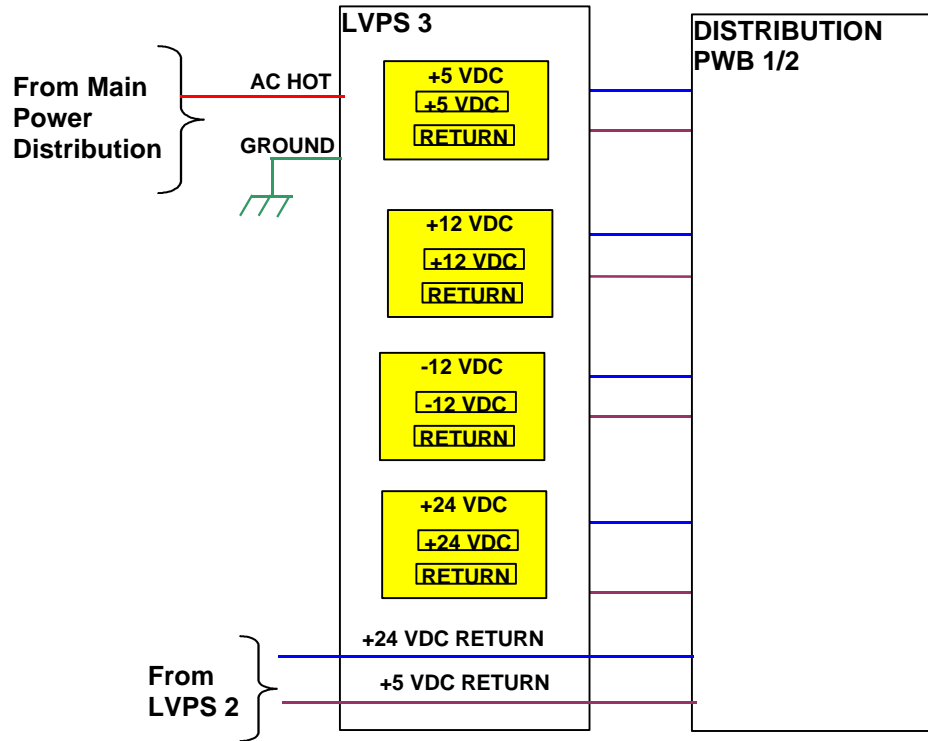 LVPS 3
DISTRIBUTION
PWB 1/2
From Main
Power
Distribution
AC HOT
GROUND
+5 VDC
+5 VDC
RETURN
+12 VDC
+12 VDC
RETURN
-12 VDC
-12 VDC
RETURN
+24 VDC
+24 VDC
RETURN
From
LVPS 2
+24 VDC RETURN
+5 VDC RETURN